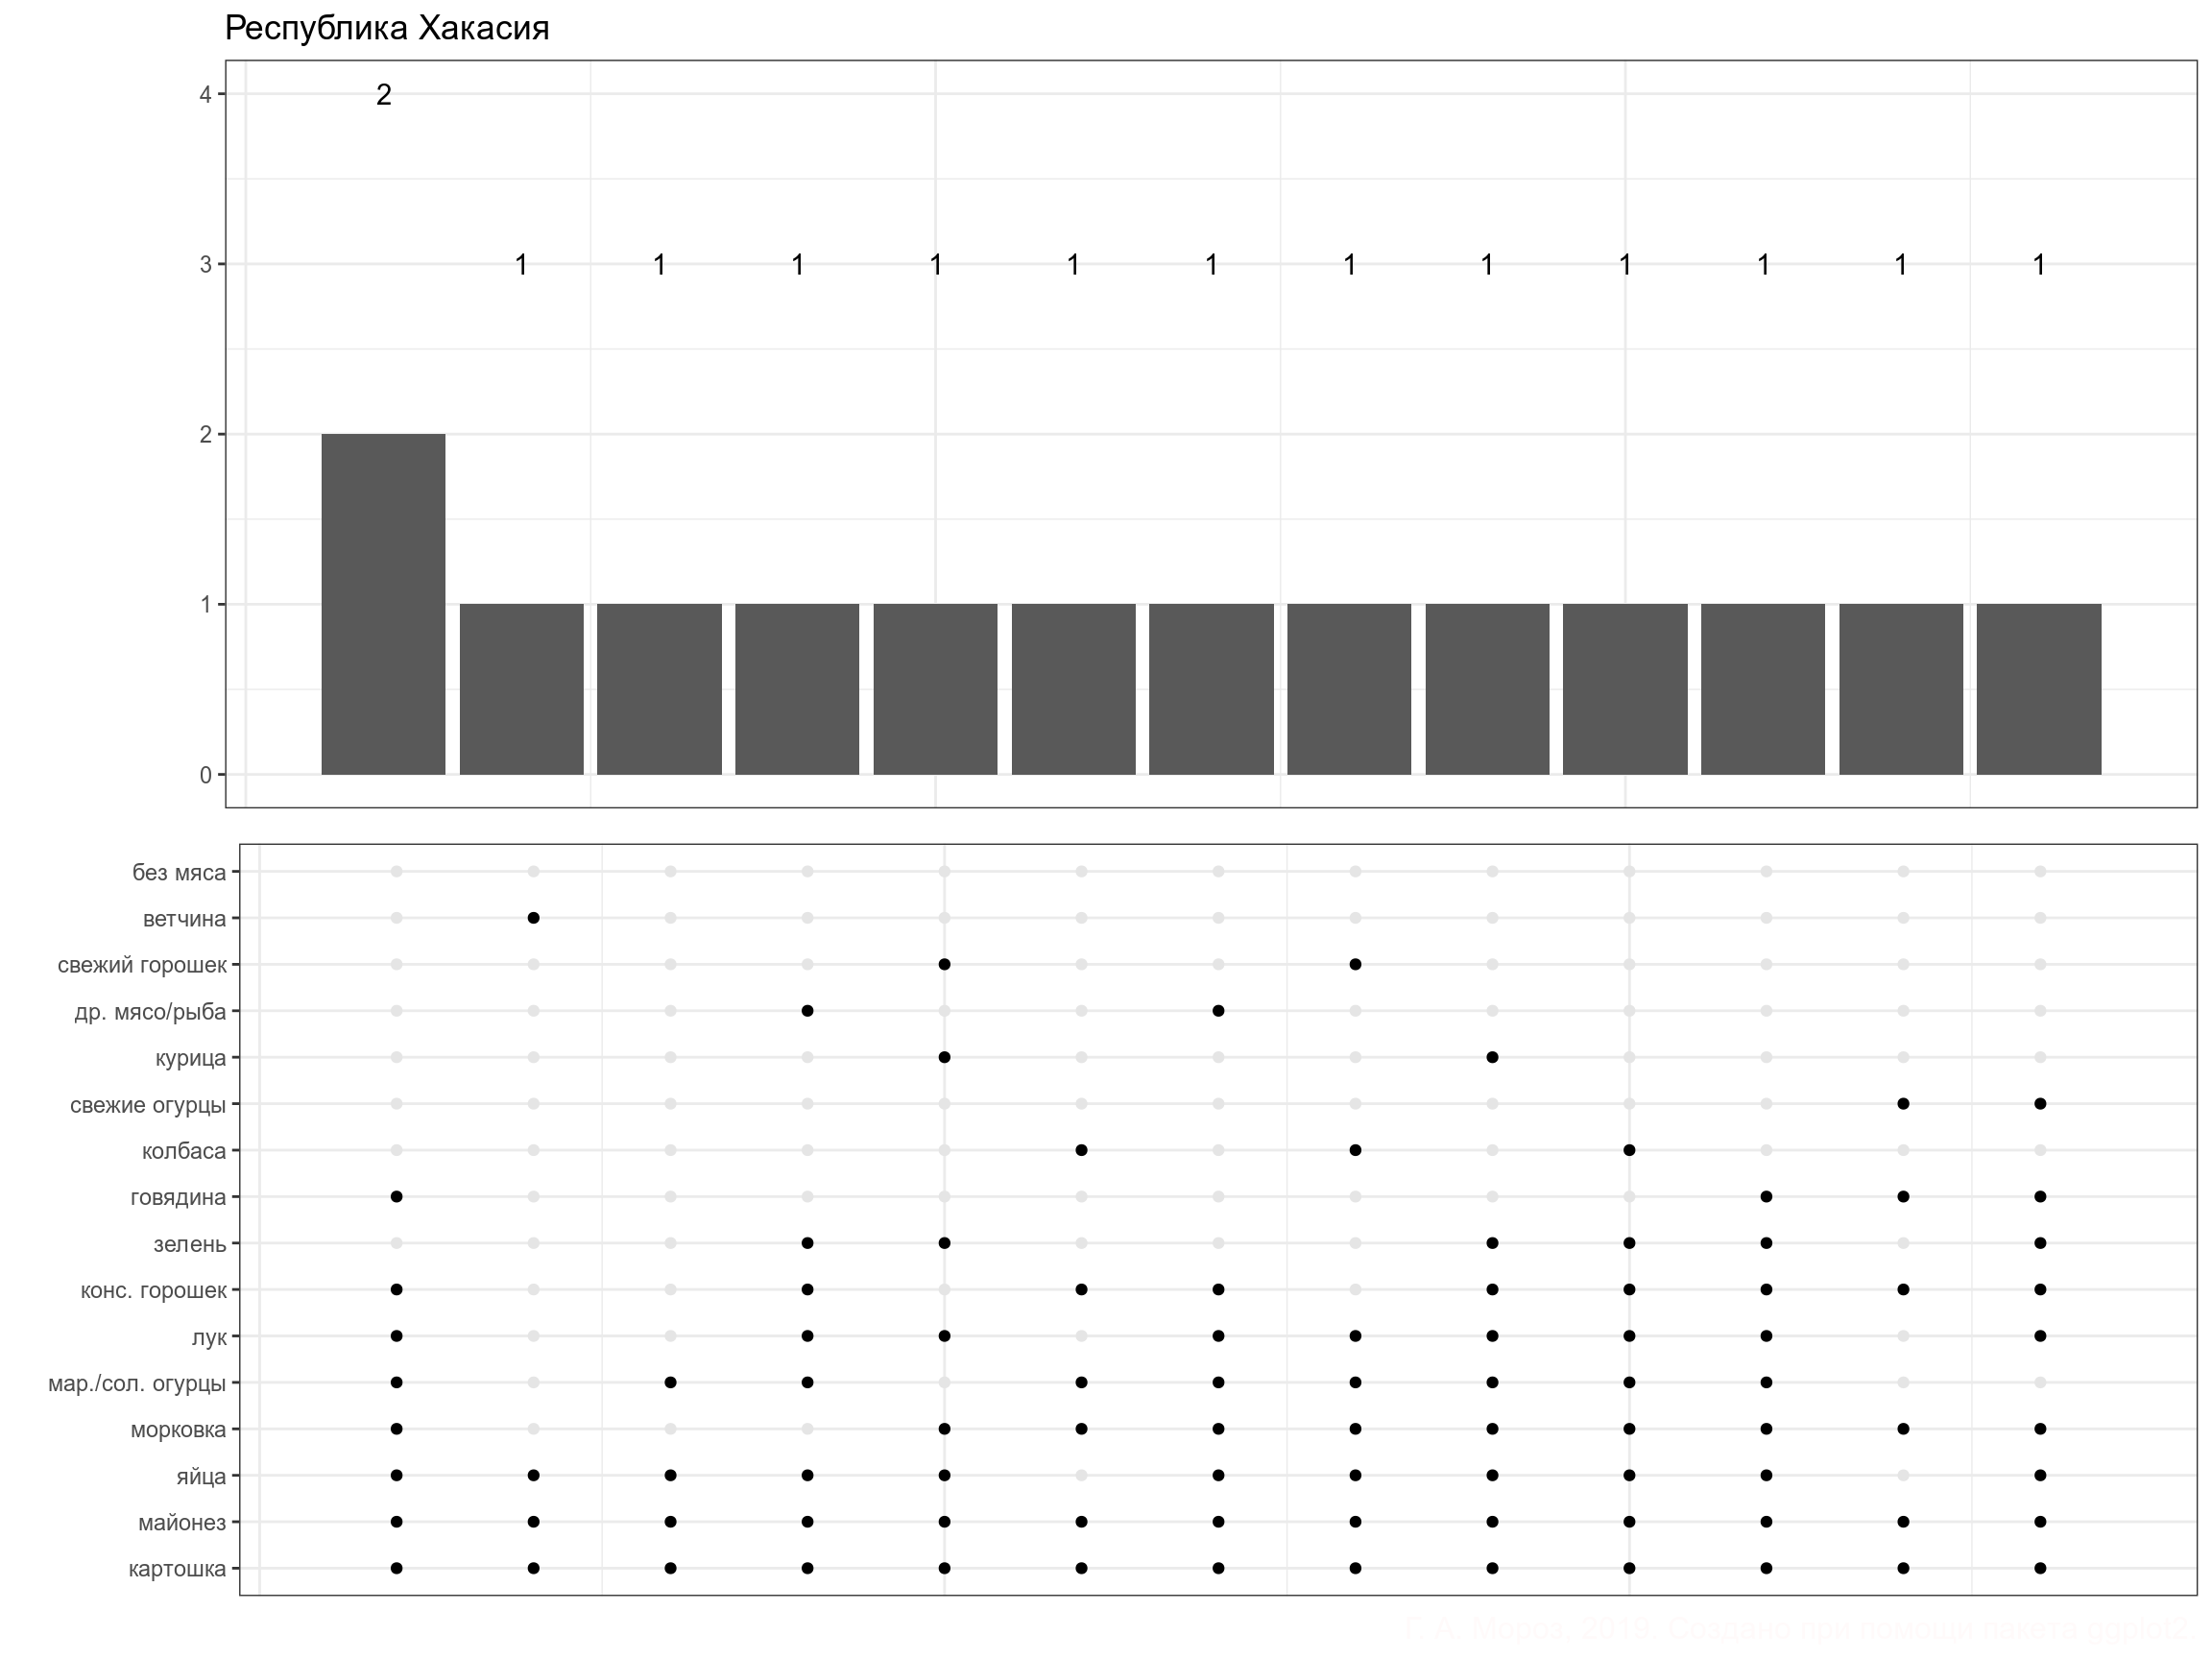 Республика Хакасия
4
3
2
1
0
2
1 1 1 1 1 1 1 1 1 1 1 1
без мяса
ветчина
свежий горошек
др. мясо/рыба
курица
свежие огурцы
колбаса
говядина
зелень
конс. горошек
лук
мар./сол. огурцы
морковка
яйца
майонез
картошка
Г. А. Мороз, 2019, Создано при помощи пакета ggplot2.